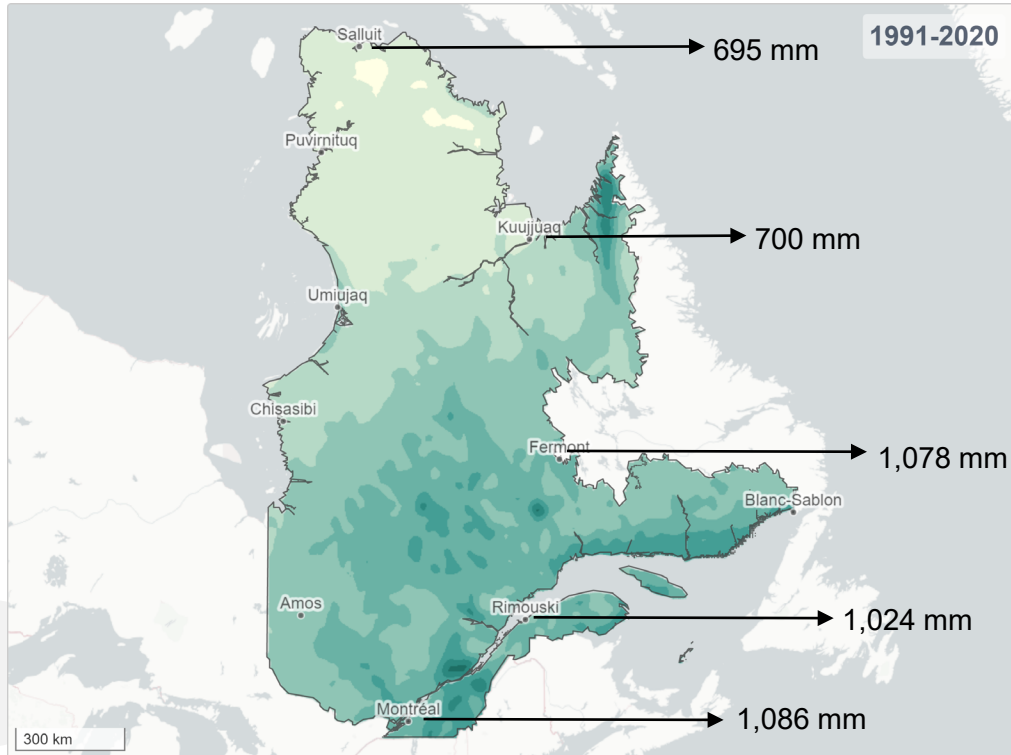 Salluit
695 mm
1991-2020
Puvirnituq
Kuujjuaq
700 mm
Umiujaq
Chisasibi
Fermont
1,078 mm
Blanc-Sablon
Amos
Rimouski
1,024 mm
Montréal
1,086 mm
300 km